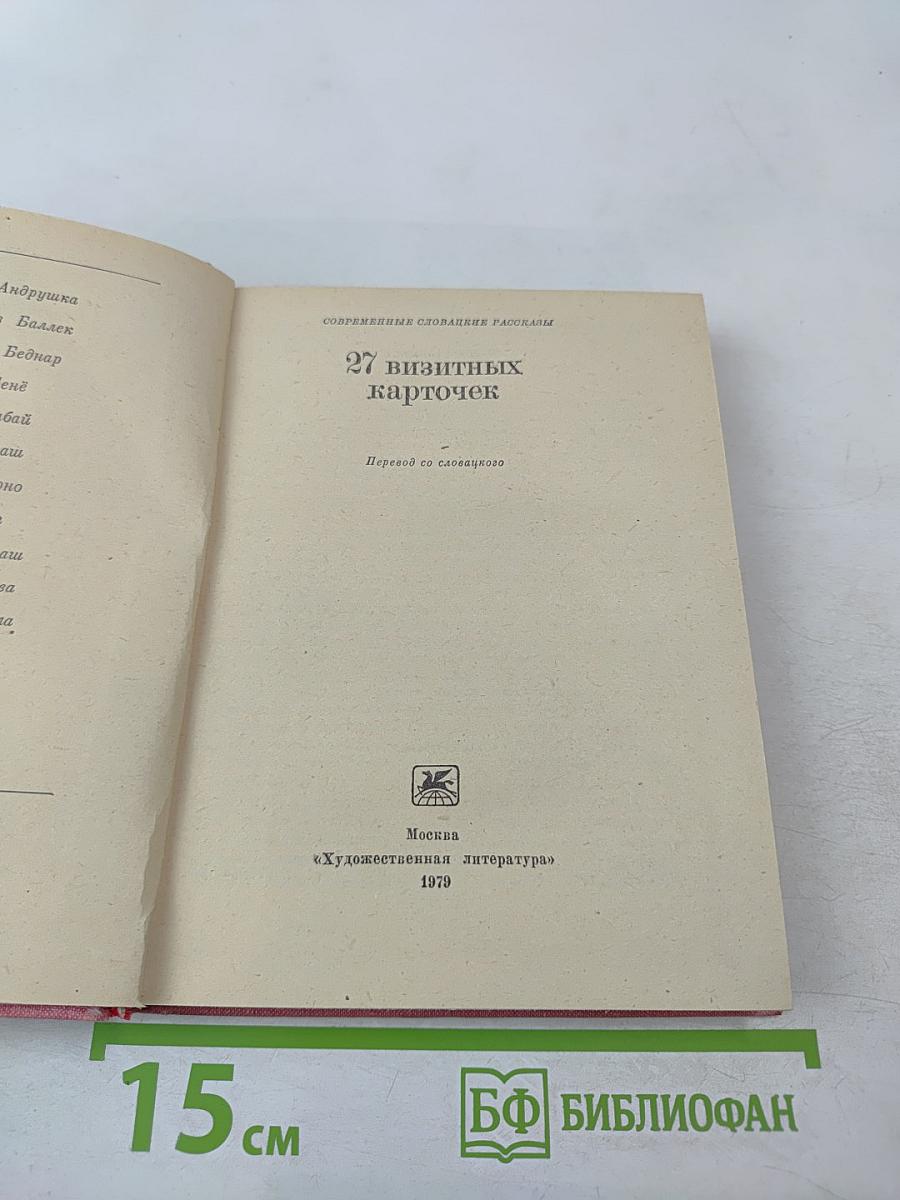 Андрушка
Баллек
Беднар
СОВРЕМЕННЫЕ СЛОВАЦКИЕ РАССКАЗЫ
27 визитных
карточек
Перевод со словацкого
Москва
«Художественная литература»
1979
15 см
БФ БИБЛИОФАН